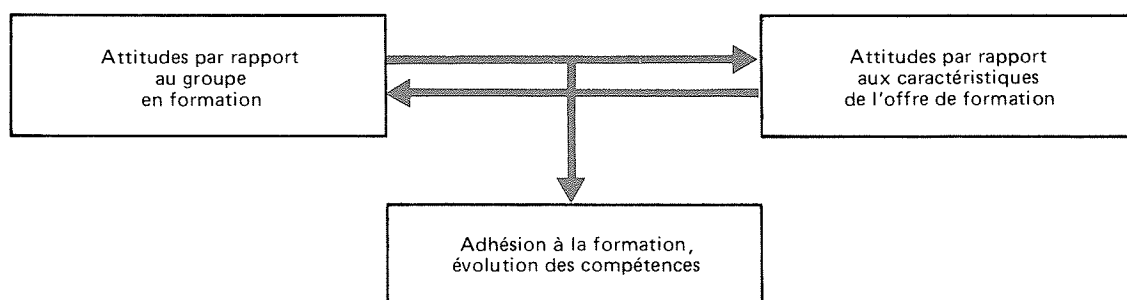 Attitudes par rapport
au groupe
en formation
Attitudes par rapport
aux caractéristiques
de l'offre de formation
Adhésion à la formation,
évolution des compétences